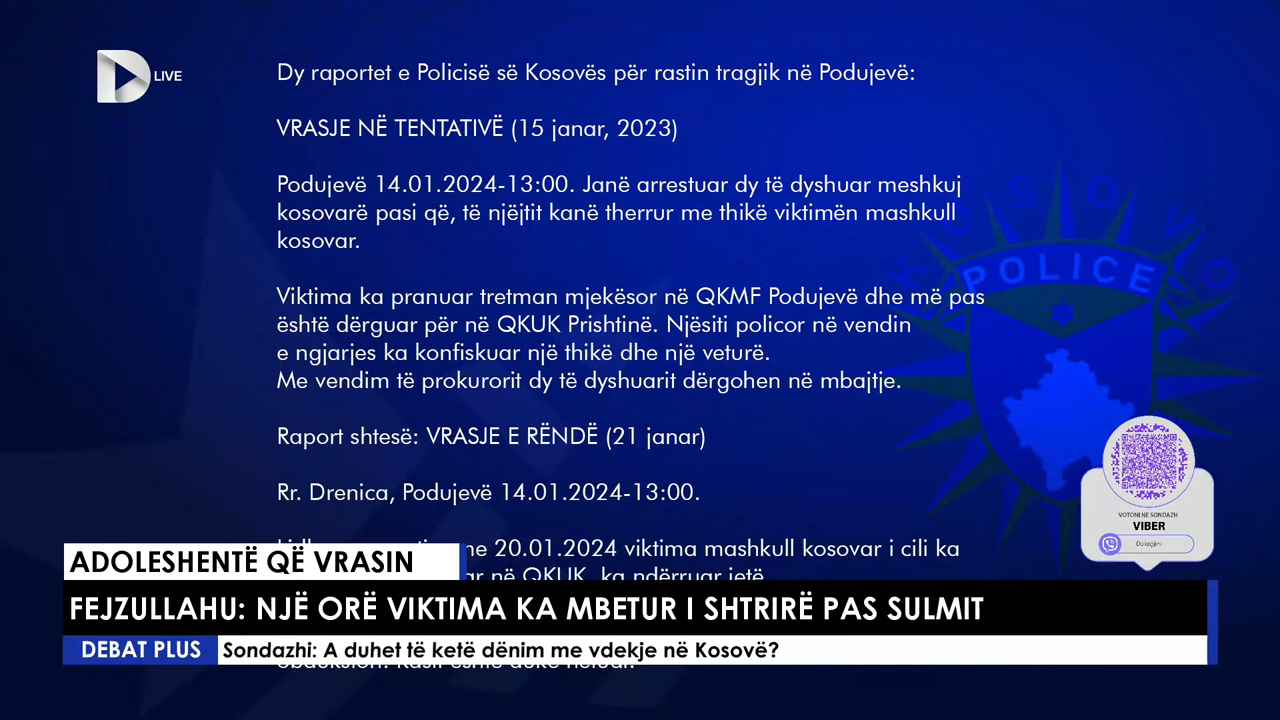 LIVE
Dy raportet e Policisë së Kosovës për rastin tragjik në Podujevë:
VRASJE NË TENTATIVË (15 janar, 2023)
Podujevë 14.01.2024-13:00. Janë arrestuar dy të dyshuar meshkuj
kosovarë pasi që, të njëjtit kanë therrur me thikë viktimën mashkull
kosovar.
Viktima ka pranuar tretman mjekësor në QKMF Podujevë dhe më pas
është dërguar për në QKUK Prishtinë. Njësiti policor në vendin
e ngjarjes ka konfiskuar një thikë dhe një veturë.
Me vendim të prokurorit dy të dyshuarit dërgohen në mbajtje.
Raport shtesë: VRASJE E RËNDË (21 janar)
Rr. Drenica, Podujevë 14.01.2024-13:00.
me 20.01.2024 viktima mashkull kosovar i cili ka
në QKUK, ka ndërruar jetë
KOSOVO
POLICE
VOTONI NË SONDAZH
VIBER
Dukagjini
ADOLESHENTË QË VRASIN
FEJZULLAHU: NJË ORË VIKTIMA KA MBETUR I SHTRIRË PAS SULMIT
DEBAT PLUS Sondazhi: A duhet të ketë dënim me vdekje në Kosovë?